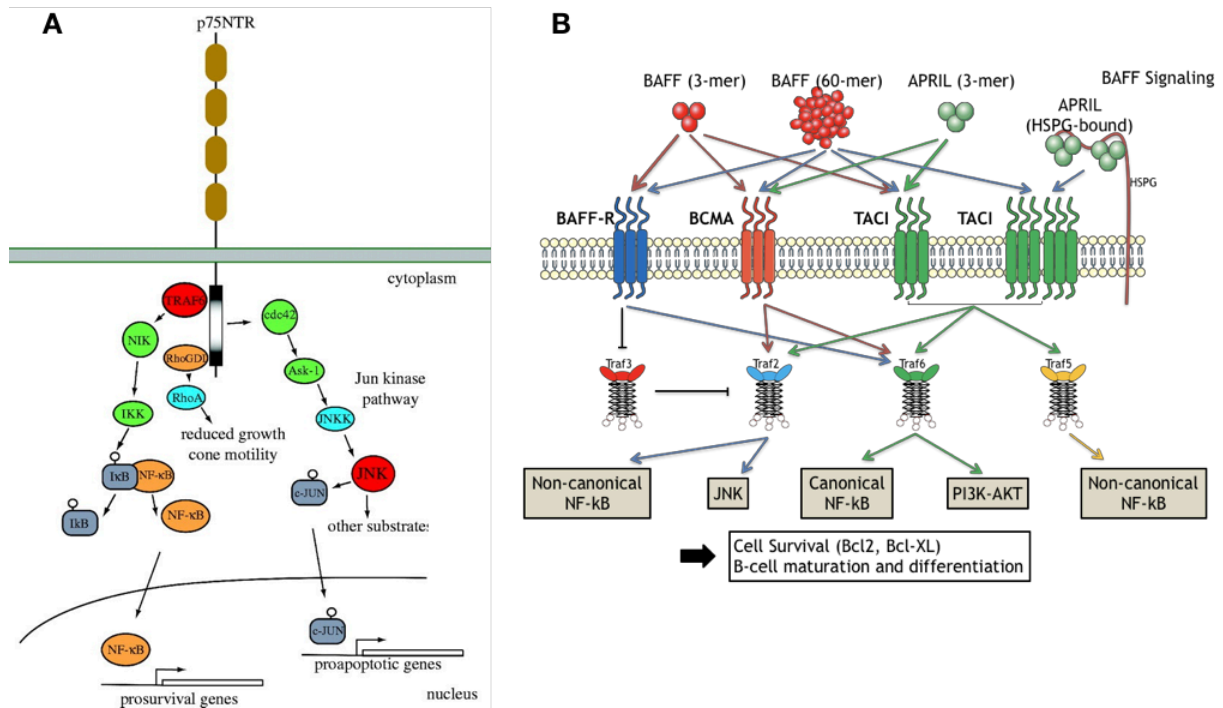 A
p75NTR
cytoplasm
TRAF6
NIK
cdc42
RhoGDI
Ask-1
RhoA
Jun kinase
pathway
IKK
JNKK
reduced growth
cone motility
IκB
NF-κB
JNK
c-JUN
IkB
NF-κB
other substrates
c-JUN
NF-κB
proapoptotic genes
prosurvival genes
nucleus
B
BAFF (3-mer)
BAFF (60-mer)
APRIL (3-mer)
BAFF Signaling
APRIL
(HSPG-bound)
HSPG
BAFF-R
BCMA
TACI
TACI
Traf3
Traf2
Traf6
Traf5
Non-canonical
NF-kB
JNK
Canonical
NF-kB
PI3K-AKT
Non-canonical
NF-kB
Cell Survival (Bcl2, Bcl-XL)
B-cell maturation and differentiation